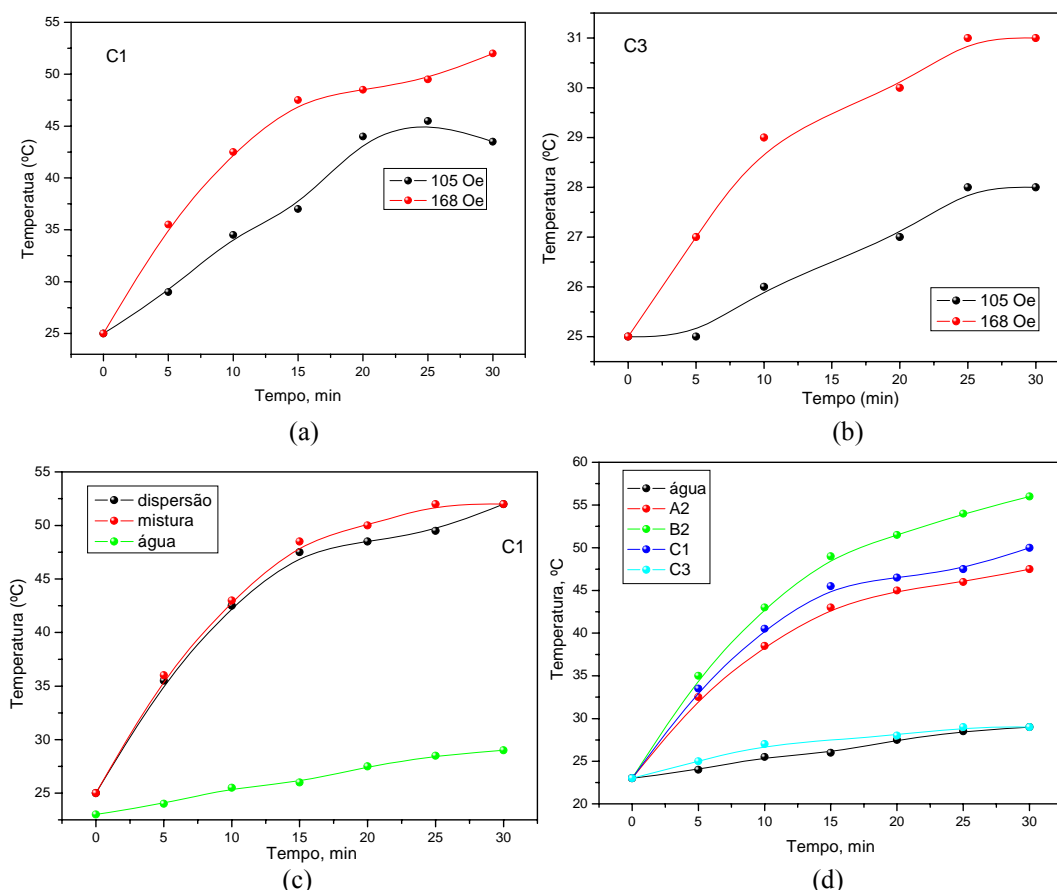 C1
Temperatua (ºC)
55
50
45
40
35
30
25
105 Oe
168 Oe
0 5 10 15 20 25 30
Tempo, min
(a)
C3
Temperatura (ºC)
31
30
29
28
27
26
25
105 Oe
168 Oe
0 5 10 15 20 25 30
Tempo (min)
(b)
dispersão
mistura
água
C1
Temperatura (ºC)
55
50
45
40
35
30
25
0 5 10 15 20 25 30
Tempo, min
(c)
água
A2
B2
C1
C3
Temperatura, ºC
60
55
50
45
40
35
30
25
20
0 5 10 15 20 25 30
Tempo, min
(d)